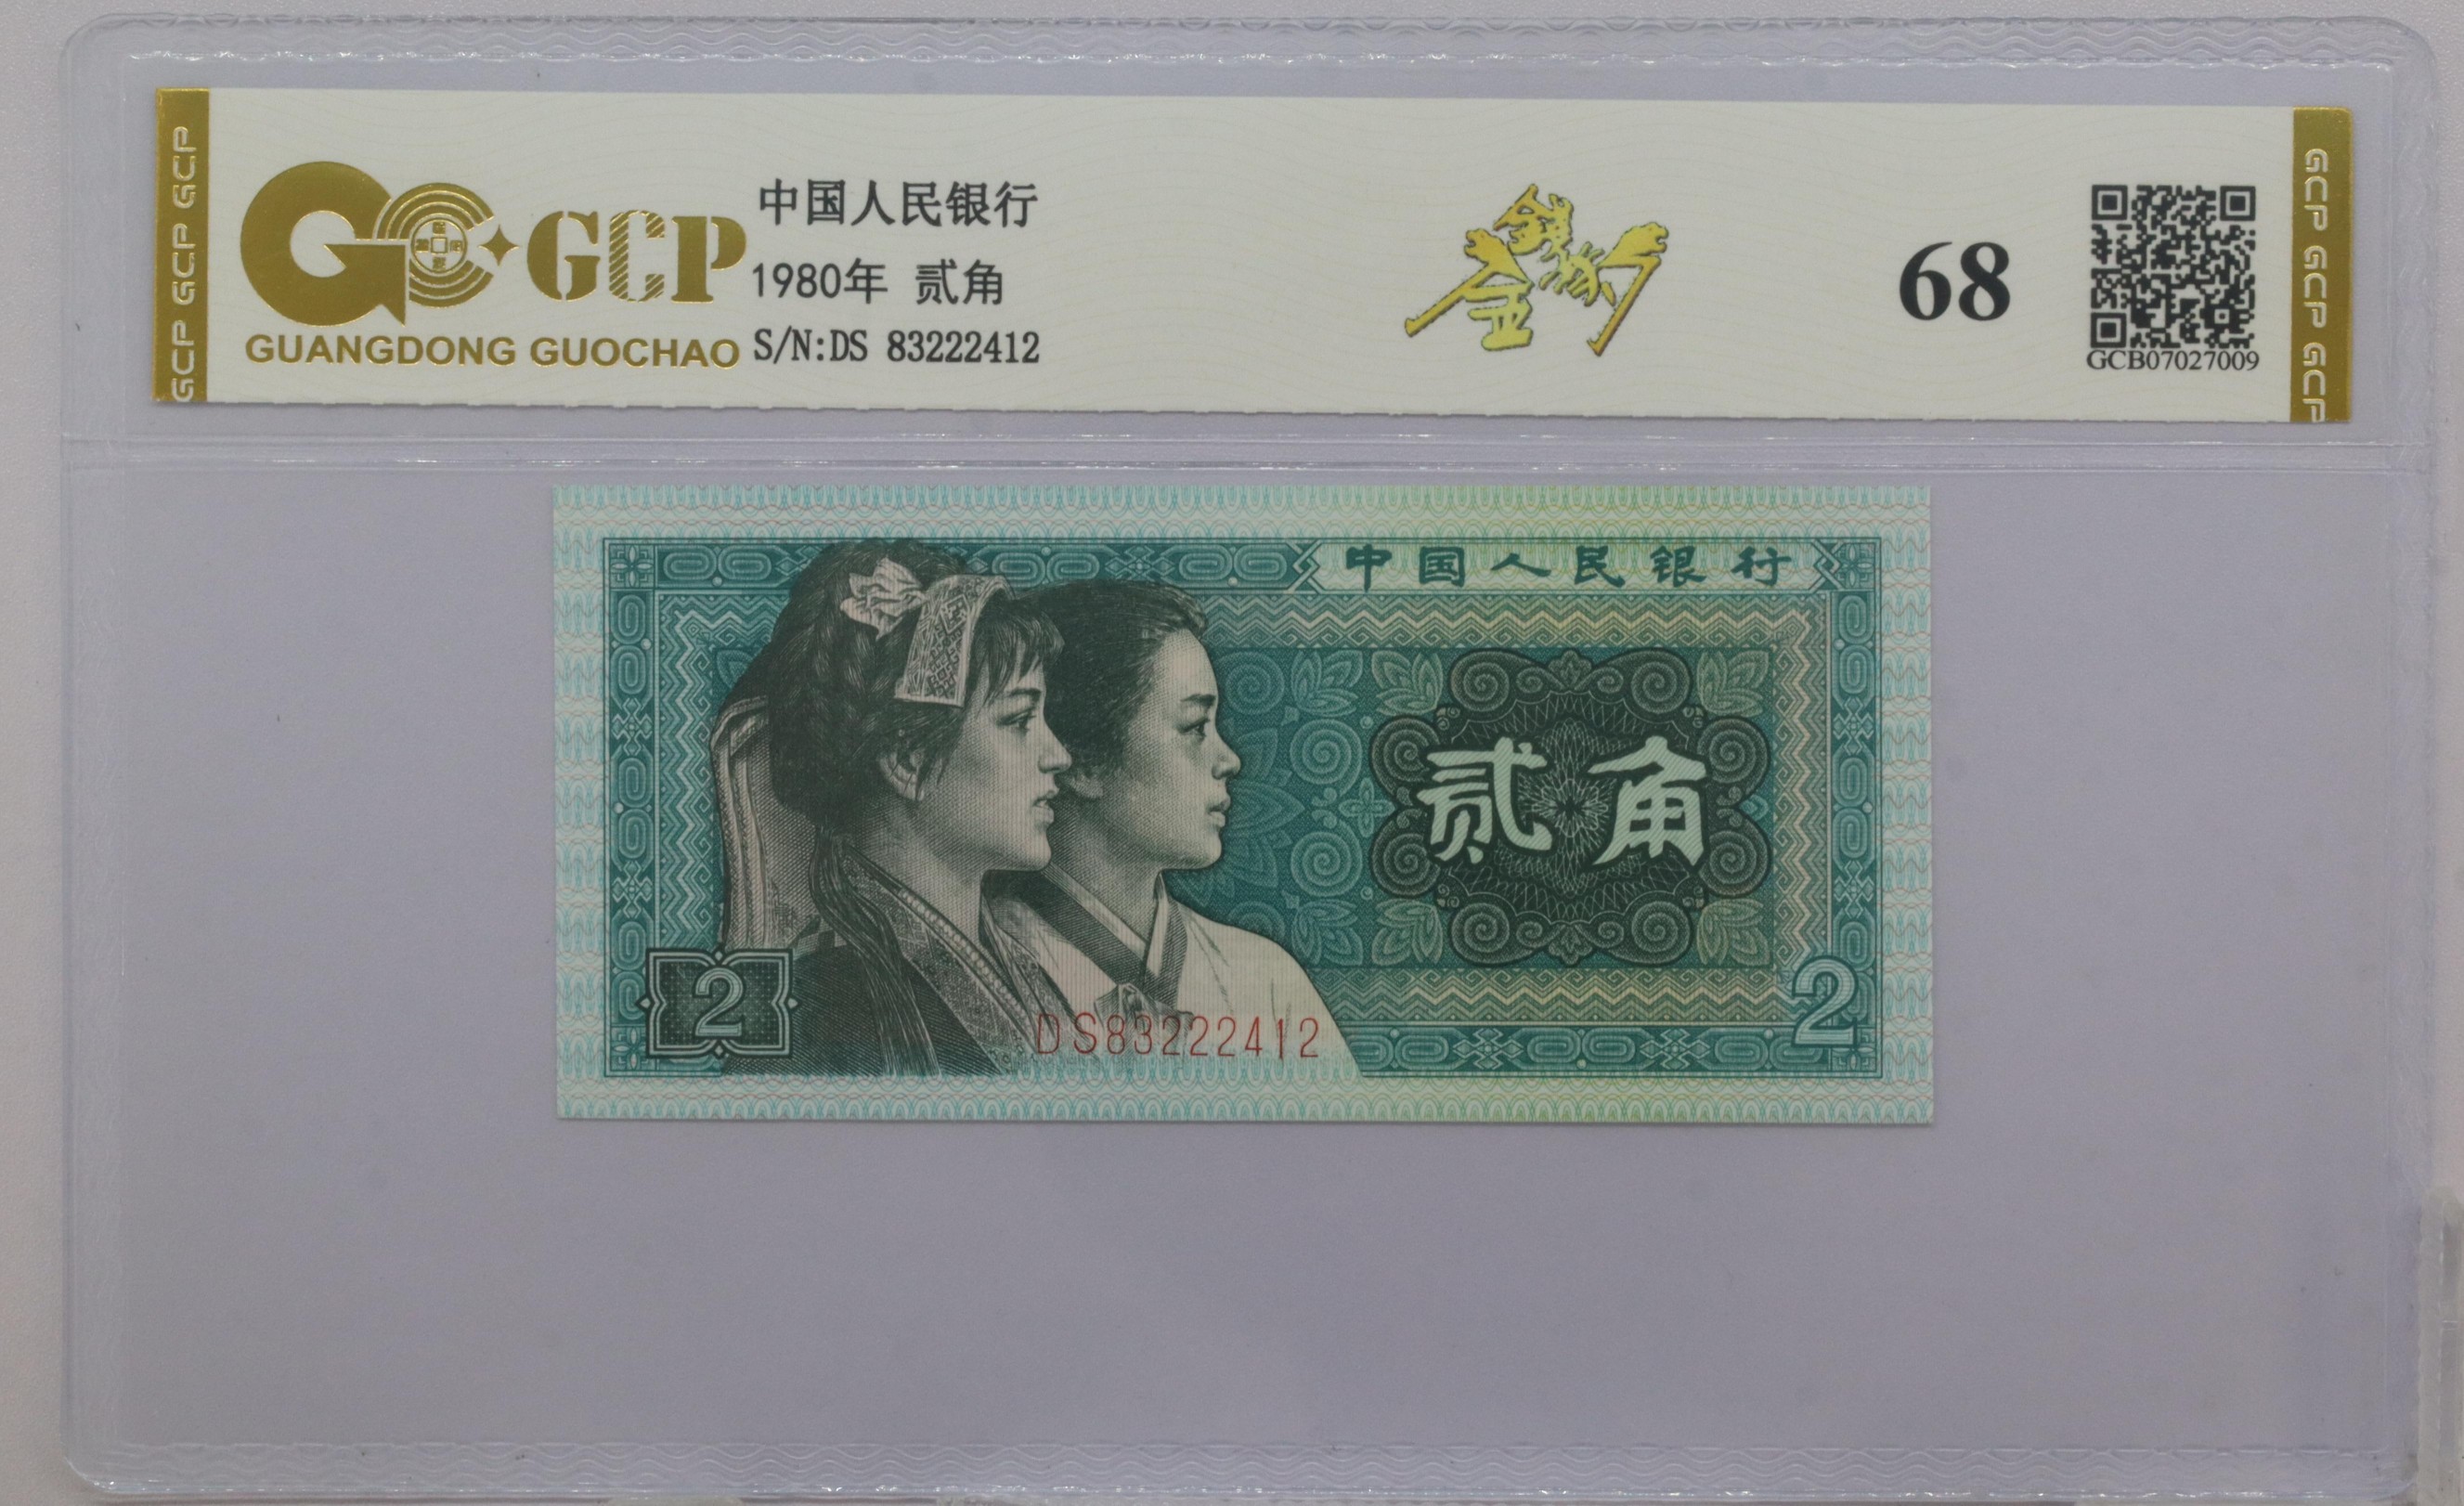 GCP GCP GCP
GCP
GUANGDONG GUOCHAO
中国人民银行
1980年 贰角
S/N:DS 83222412
金钱豹
68
GCB07027009
GCP GCP GCP
中国人民银行
贰角
2
DS83222412
2